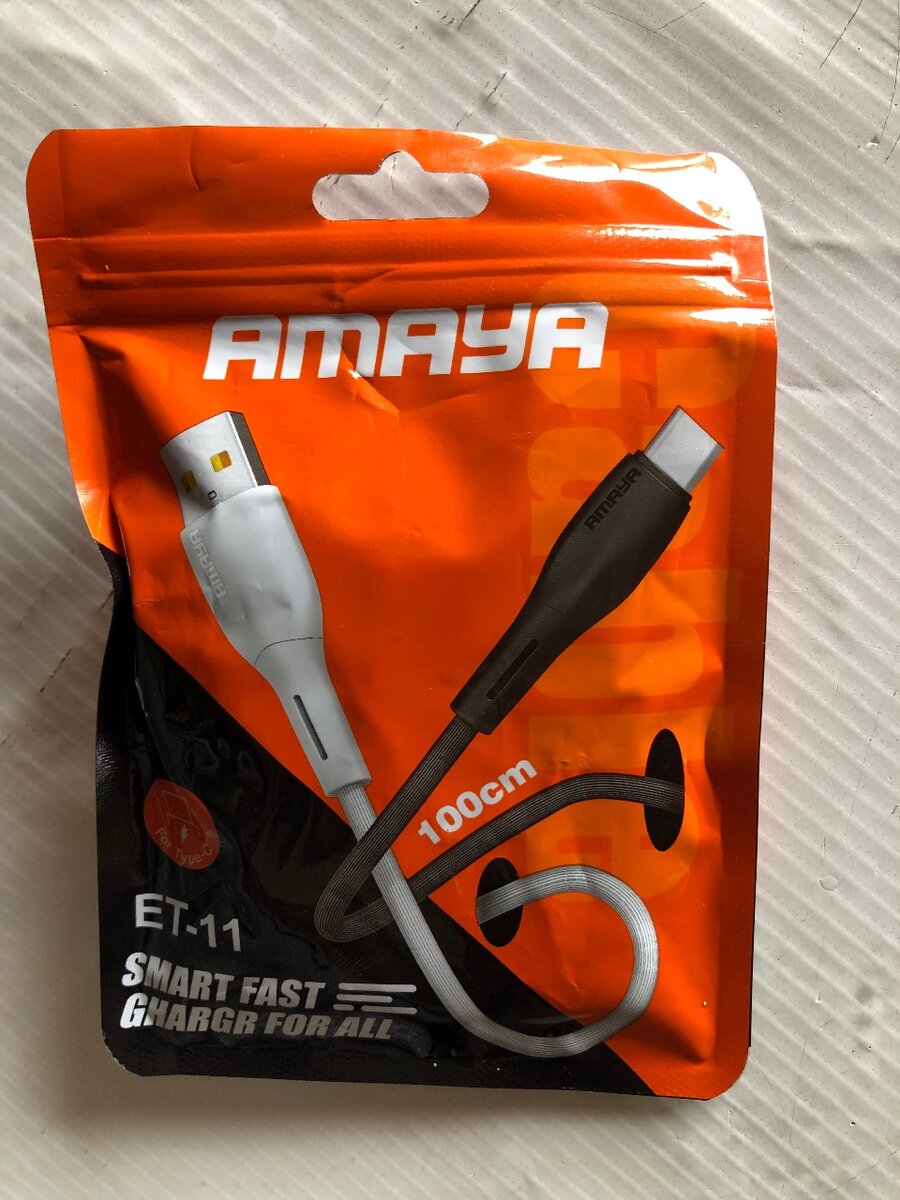 AMAYA
AMAYA
AMAYA
100cm
For Type-C
ET-11
SMART FAST
GHARGR FOR ALL